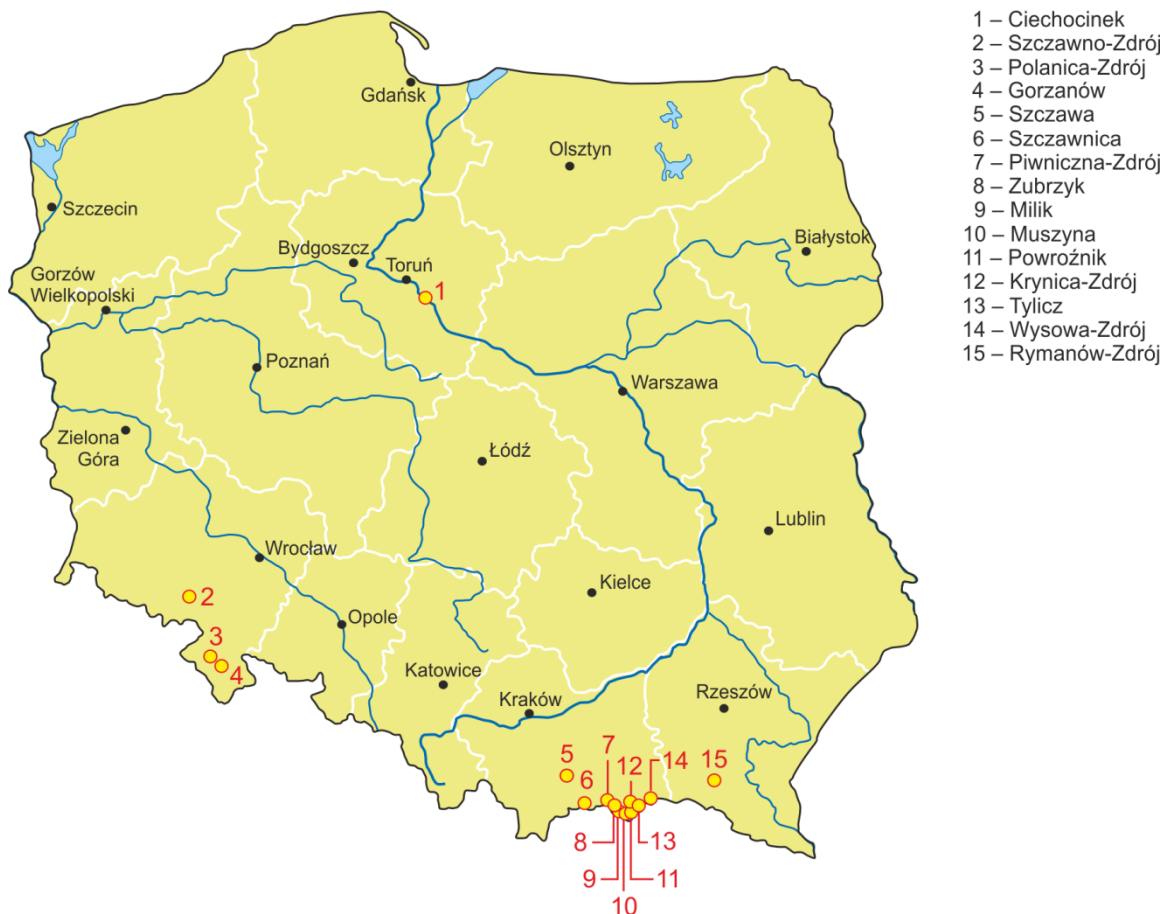 Gdańsk
Olsztyn
Szczecin
Białystok
Bydgoszcz
Toruń
1
Gorzów
Wielkopolski
Poznań
Warszawa
Zielona
Góra
Łódź
Lublin
Wrocław
Kielce
2
Opole
3
4
Katowice
Kraków
Rzeszów
5
6
7
12
14
15
8
13
9
11
10
1 – Ciechocinek
2 – Szczawno-Zdrój
3 – Polanica-Zdrój
4 – Gorzanów
5 – Szczawa
6 – Szczawnica
7 – Piwniczna-Zdrój
8 – Zubrzyk
9 – Milik
10 – Muszyna
11 – Powroźnik
12 – Krynica-Zdrój
13 – Tylicz
14 – Wysowa-Zdrój
15 – Rymanów-Zdrój